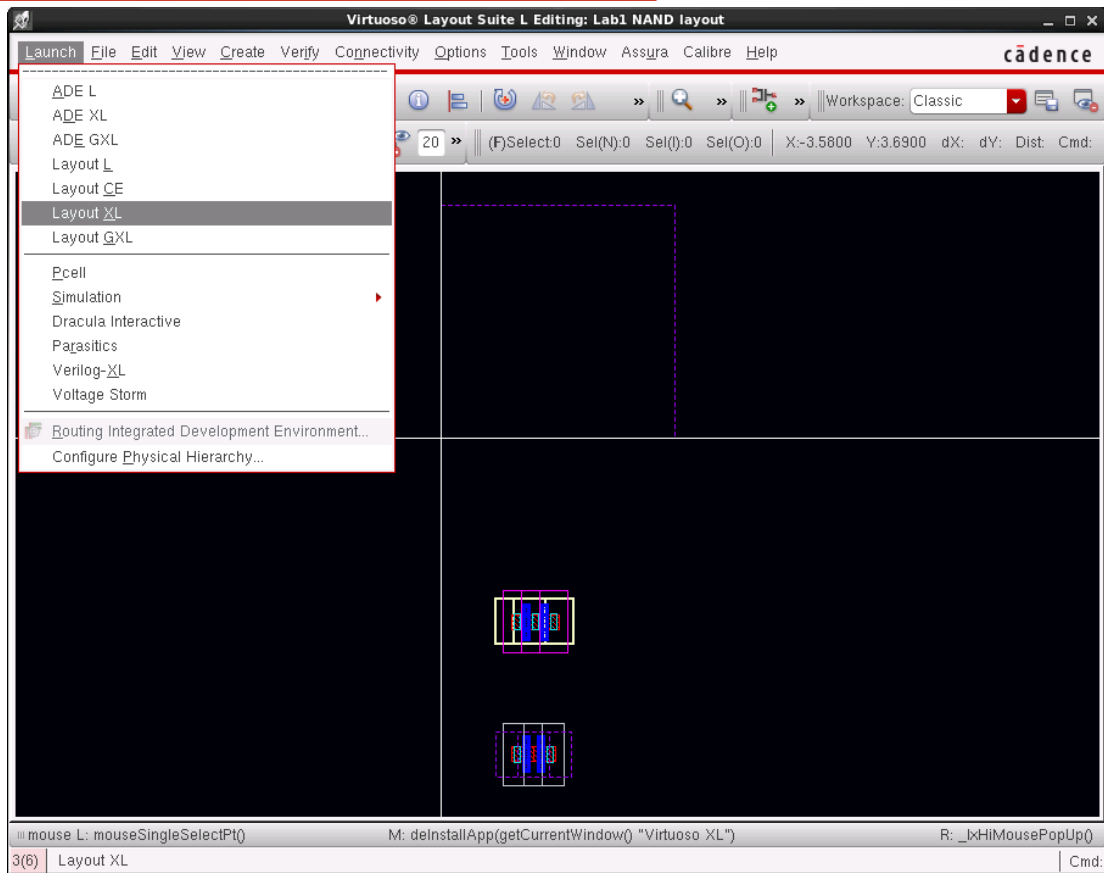 Virtuoso® Layout Suite L Editing: Lab1 NAND layout
Launch File Edit View Create Verify Connectivity Options Tools Window Assura Calibre Help cādence
ADE L
ADE XL
ADE GXL
Layout L
Layout CE
Layout XL
Layout GXL
Pcell
Simulation
Dracula Interactive
Parasitics
Verilog-XL
Voltage Storm
Routing Integrated Development Environment...
Configure Physical Hierarchy...
» » » Workspace: Classic
20 » (F)Select:0 Sel(N):0 Sel(I):0 Sel(O):0 X:-3.5800 Y:3.6900 dX: dY: Dist: Cmd:
mouse L: mouseSingleSelectPt() M: deInstallApp(getCurrentWindow() "Virtuoso XL") R: _lxHiMousePopUp()
3(6) Layout XL Cmd: